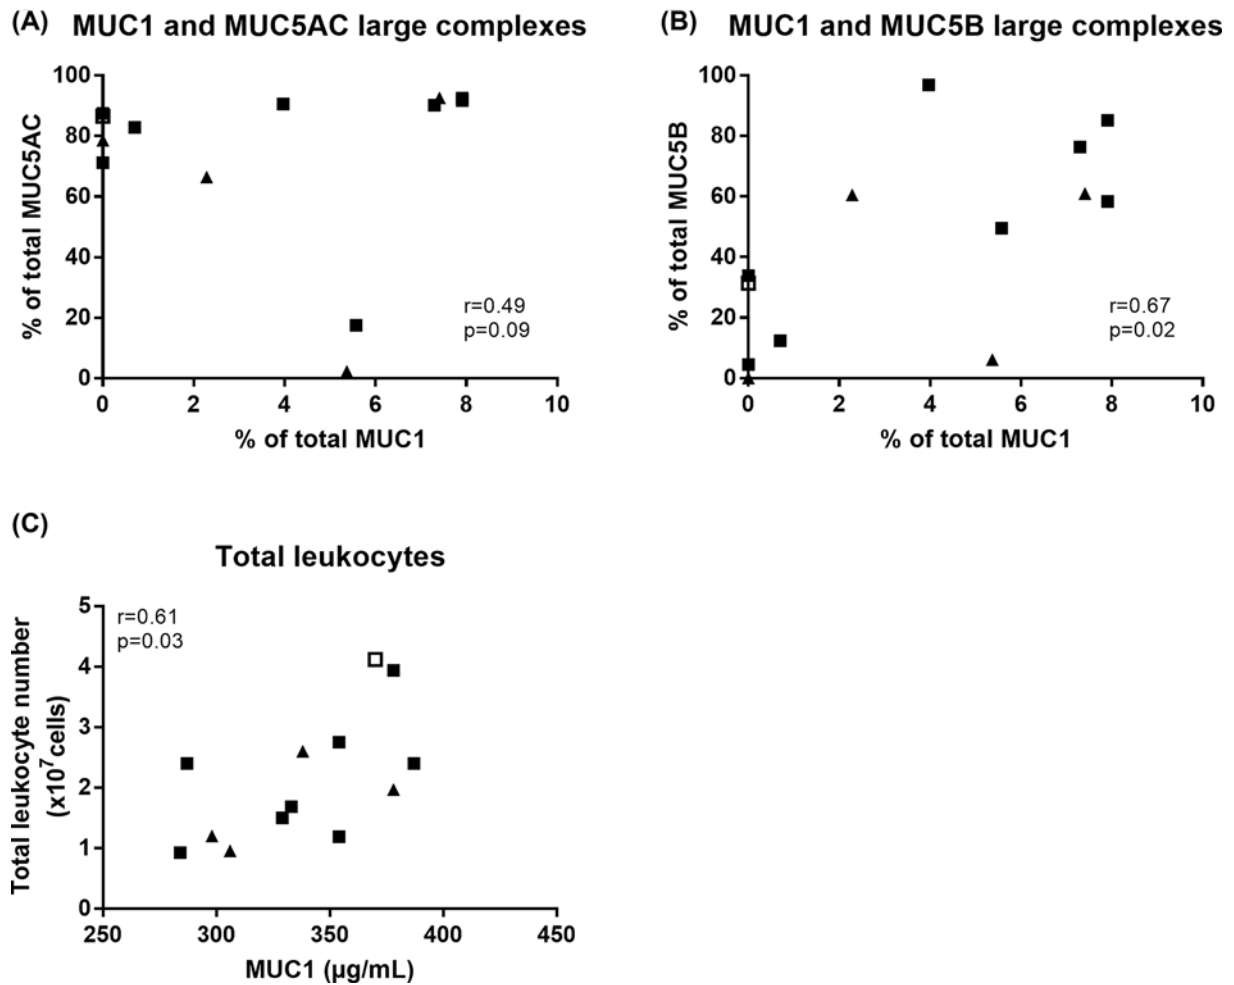 (A) MUC1 and MUC5AC large complexes
% of total MUC5AC
100
80
60
40
20
0
r=0.49
p=0.09
0 2 4 6 8 10
% of total MUC1
(B) MUC1 and MUC5B large complexes
% of total MUC5B
100
80
60
40
20
0
r=0.67
p=0.02
0 2 4 6 8 10
% of total MUC1
(C)
Total leukocytes
Total leukocyte number
(x10⁷cells)
5
4
3
2
1
0
r=0.61
p=0.03
250 300 350 400 450
MUC1 (µg/mL)